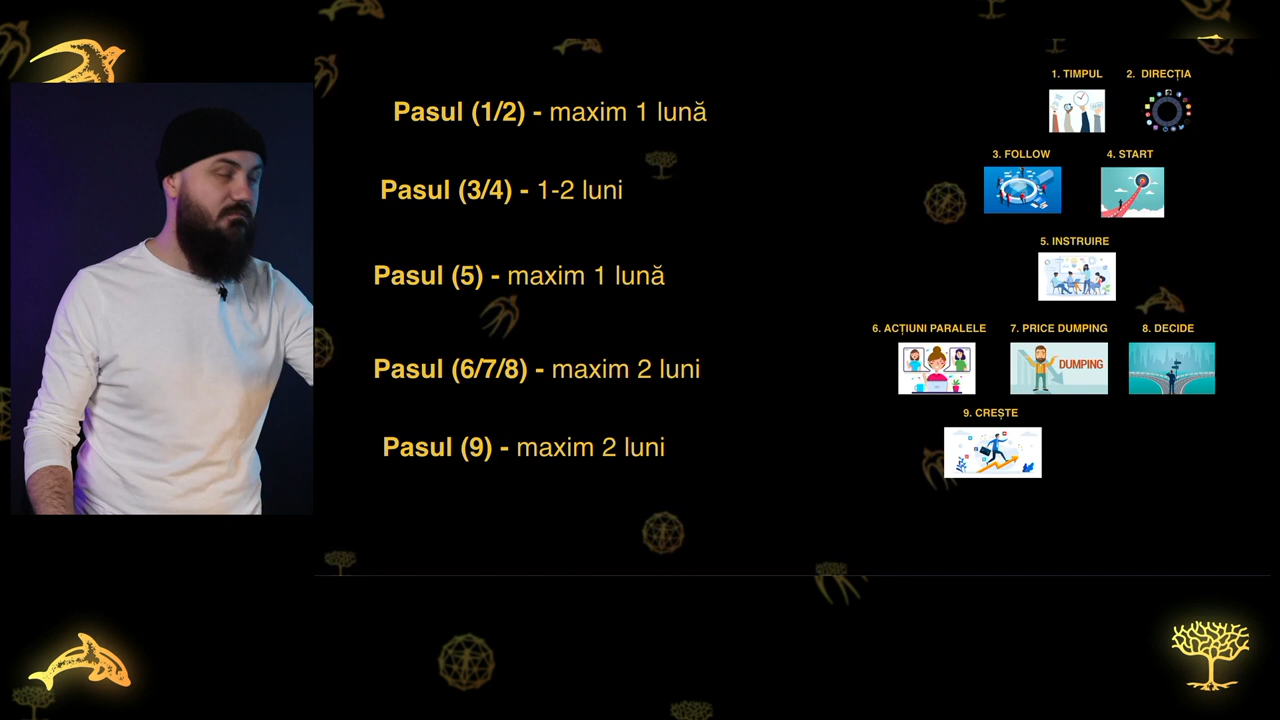 Pasul (1/2) - maxim 1 lună
Pasul (3/4) - 1-2 luni
Pasul (5) - maxim 1 lună
Pasul (6/7/8) - maxim 2 luni
Pasul (9) - maxim 2 luni
1. TIMPUL
2. DIRECȚIA
3. FOLLOW
4. START
5. INSTRUIRE
6. ACȚIUNI PARALELE
7. PRICE DUMPING
8. DECIDE
DUMPING
9. CREȘTE